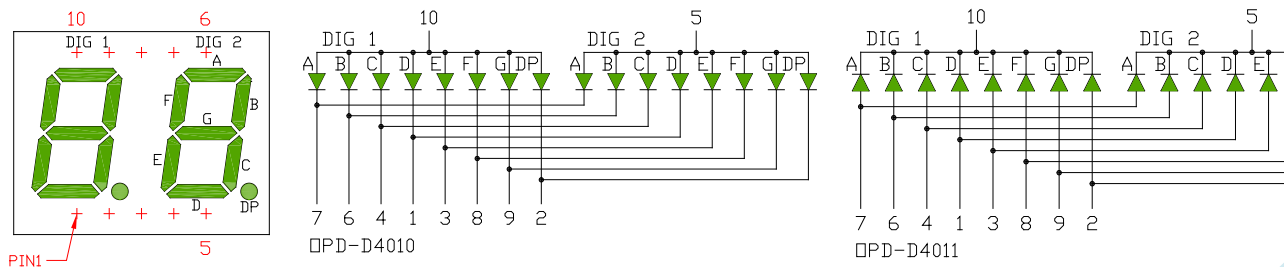 10 6
DIG 1 DIG 2
A
F B
G
E C
D DP
5
PIN1
10 5
DIG 1 DIG 2
A B C D E F G DP A B C D E F G DP
7 6 4 1 3 8 9 2
OPD-D4010
10 5
DIG 1 DIG 2
A B C D E F G DP A B C D E
7 6 4 1 3 8 9 2
OPD-D4011